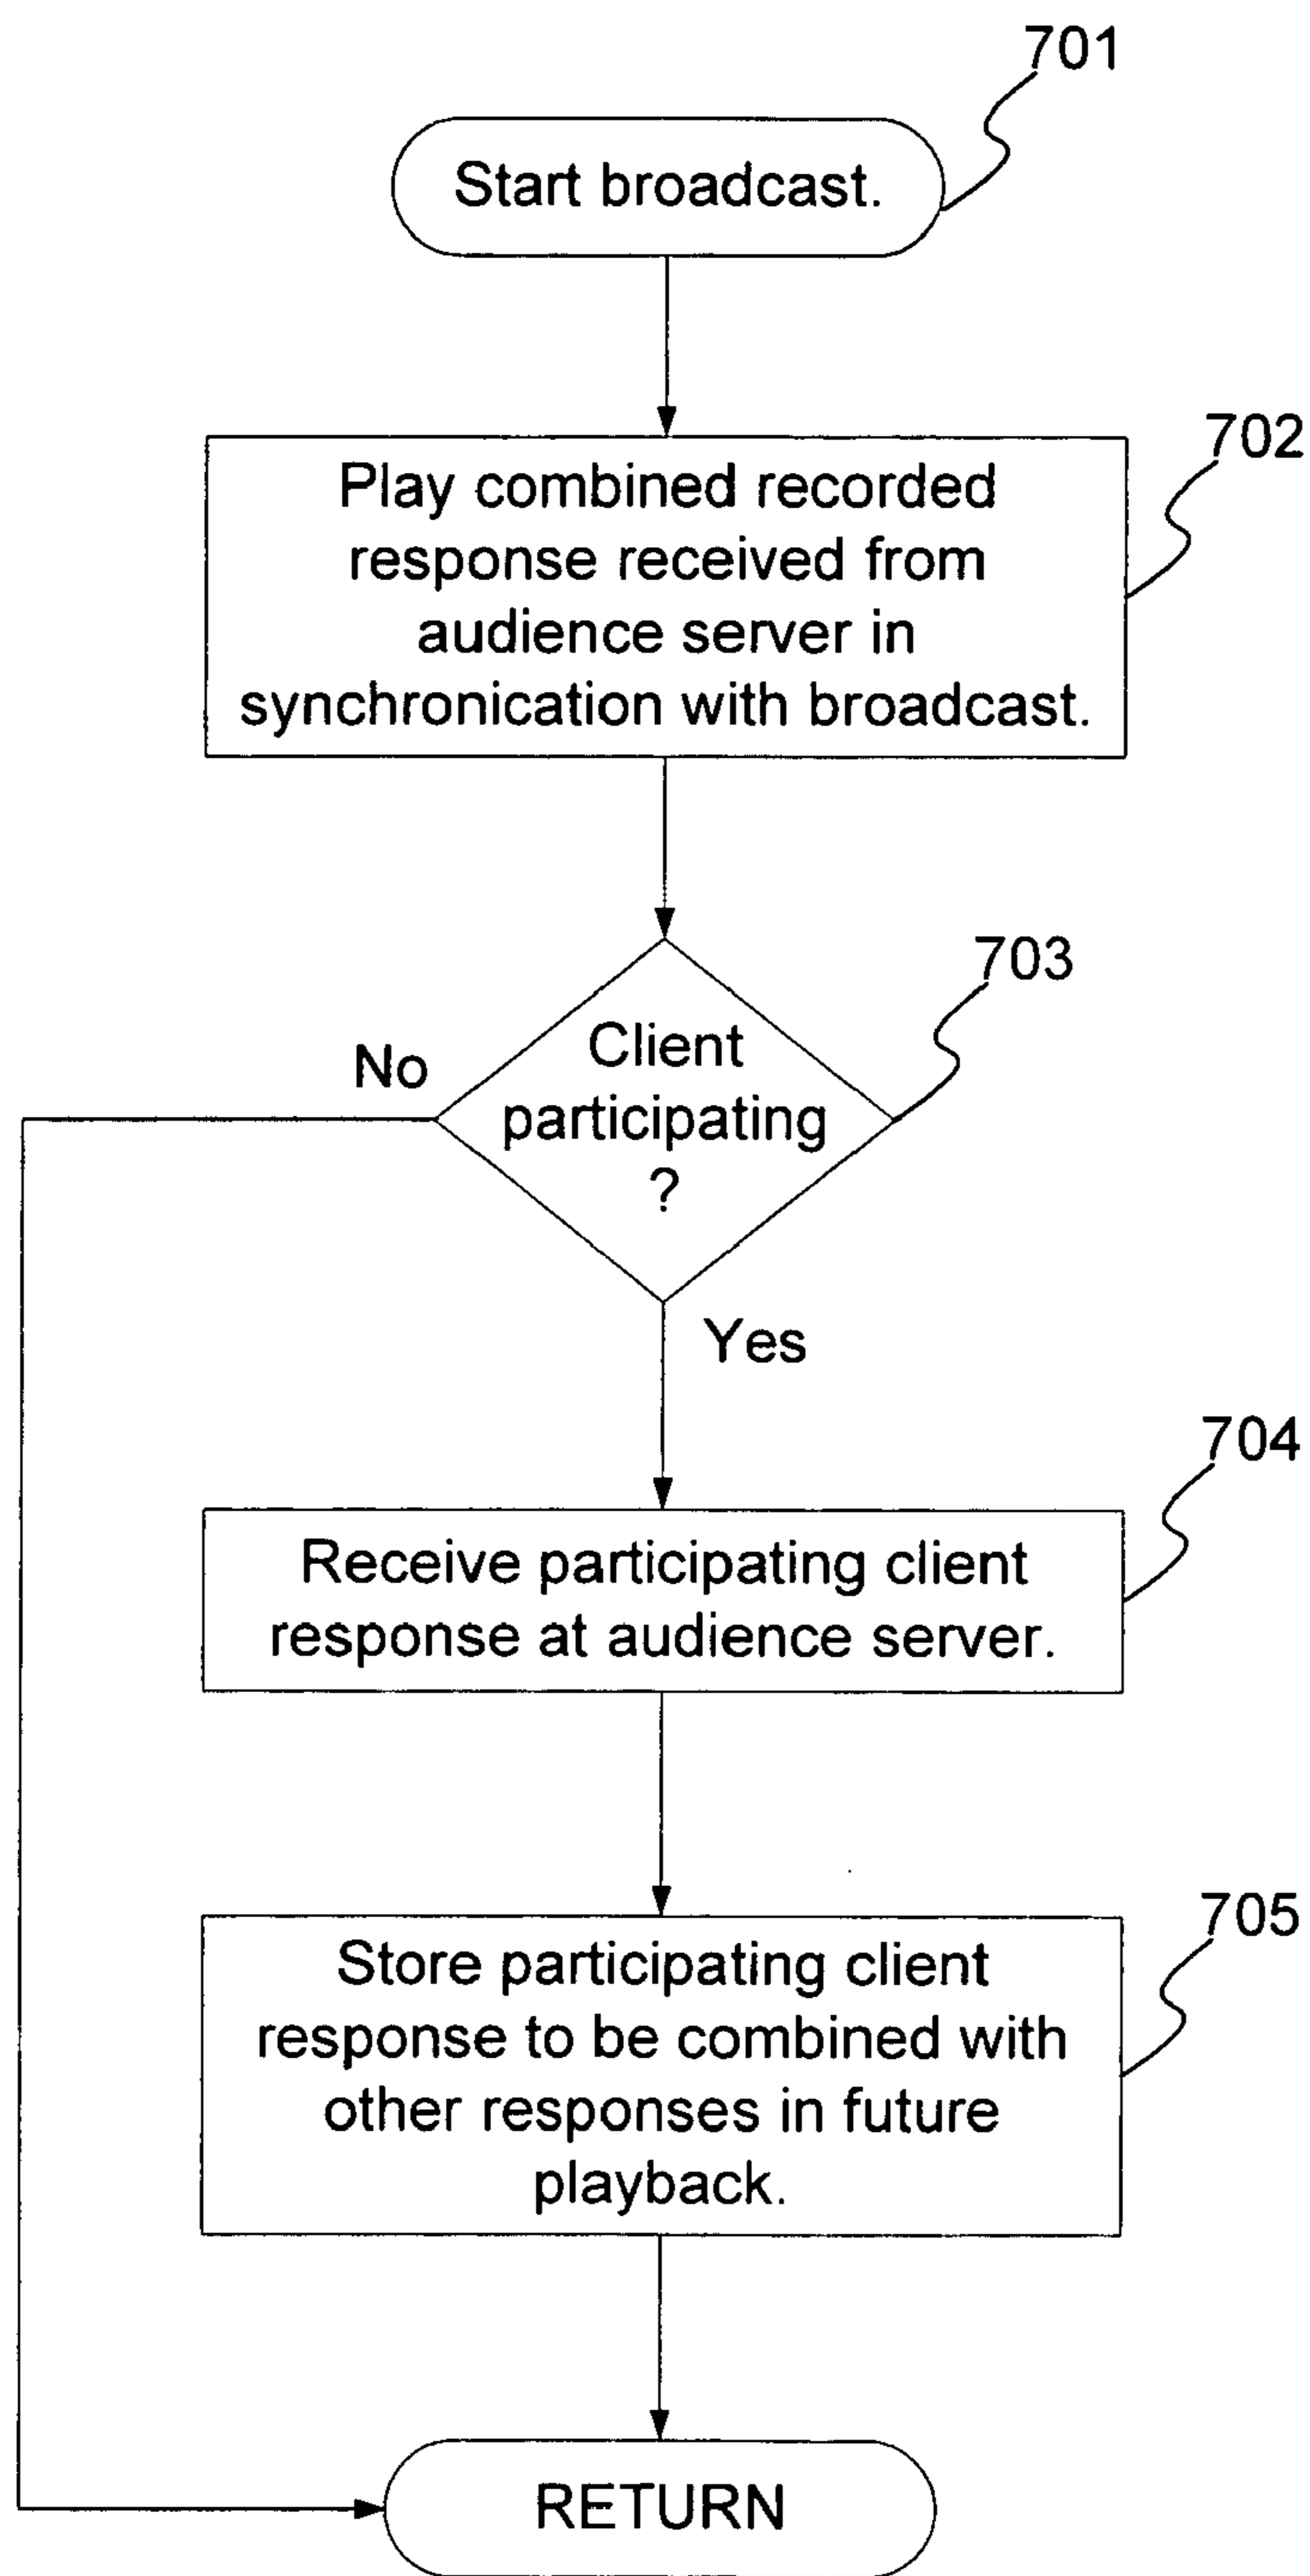 701
Start broadcast.
702
Play combined recorded
response received from
audience server in
synchronication with broadcast.
703
Client
participating
?
No
Yes
704
Receive participating client
response at audience server.
705
Store participating client
response to be combined with
other responses in future
playback.
RETURN